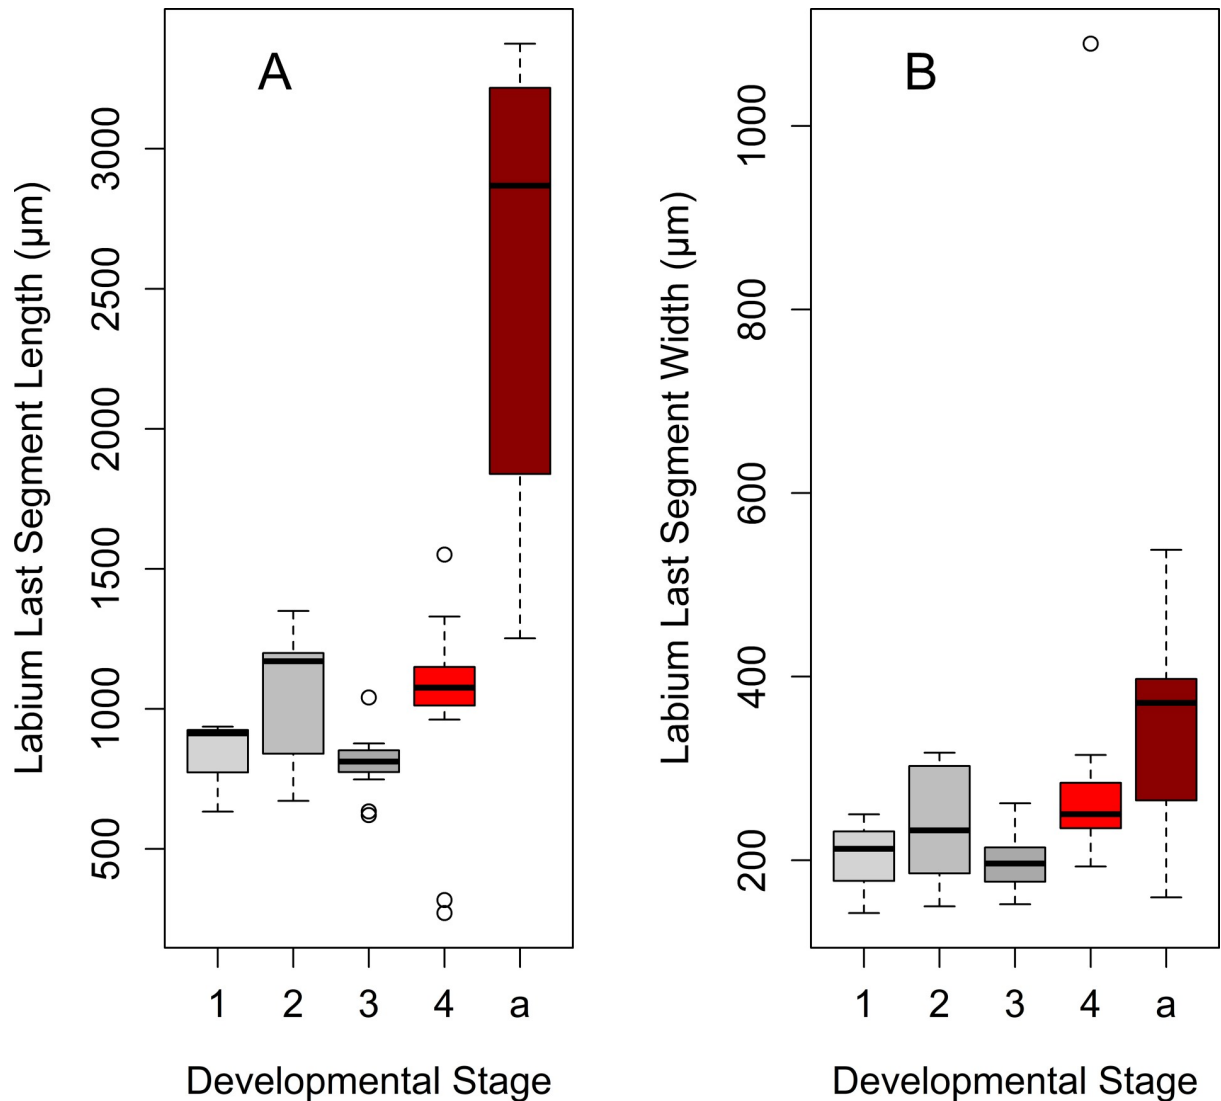 A
Labium Last Segment Length (µm)
3000
2500
2000
1500
1000
500
1 2 3 4 a
Developmental Stage
B
Labium Last Segment Width (µm)
1000
800
600
400
200
1 2 3 4 a
Developmental Stage